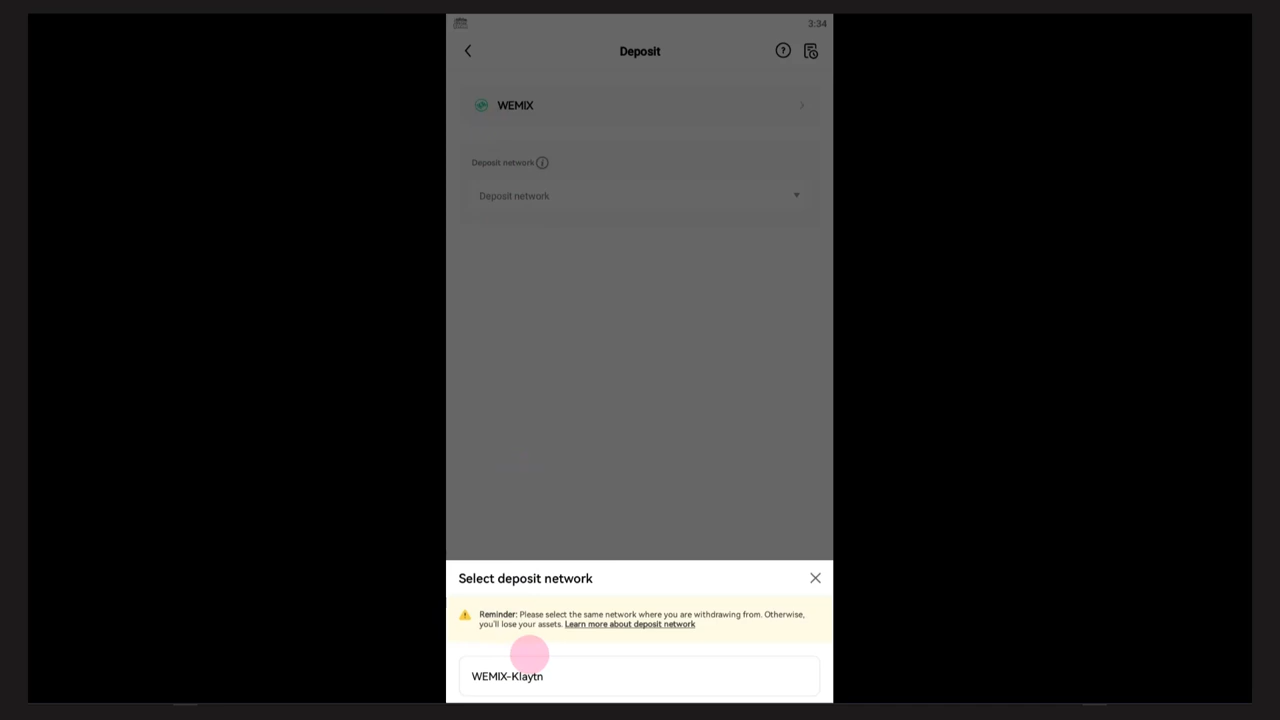 3:34
Deposit
WEMIX
Deposit network
Deposit network
Select deposit network
Reminder: Please select the same network where you are withdrawing from. Otherwise,
you'll lose your assets. Learn more about deposit network
WEMIX-Klaytn